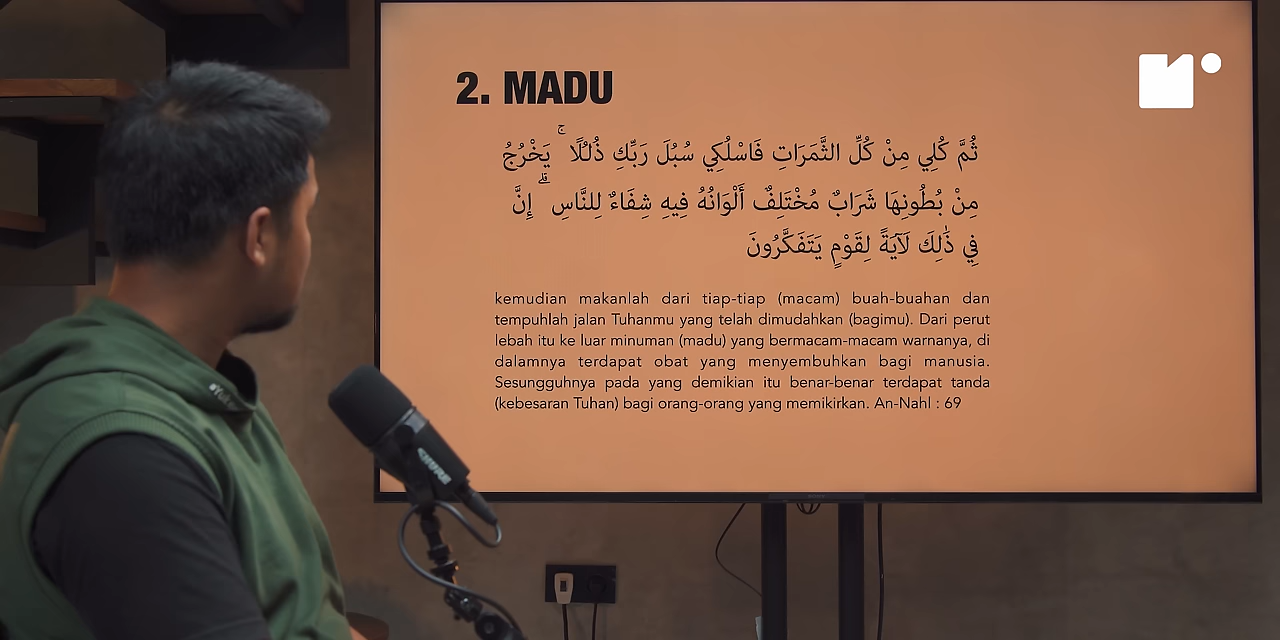 2. MADU
ثُمَّ كُلِي مِنْ كُلِّ الثَّمَرَاتِ فَاسْلُكِي سُبُلَ رَبِّكِ ذُلُلًا ۚ يَخْرُجُ
مِنْ بُطُونِهَا شَرَابٌ مُخْتَلِفٌ أَلْوَانُهُ فِيهِ شِفَاءٌ لِلنَّاسِ ۗ إِنَّ
فِي ذَٰلِكَ لَآيَةً لِقَوْمٍ يَتَفَكَّرُونَ
kemudian makanlah dari tiap-tiap (macam) buah-buahan dan
tempuhlah jalan Tuhanmu yang telah dimudahkan (bagimu). Dari perut
lebah itu ke luar minuman (madu) yang bermacam-macam warnanya, di
dalamnya terdapat obat yang menyembuhkan bagi manusia.
Sesungguhnya pada yang demikian itu benar-benar terdapat tanda
(kebesaran Tuhan) bagi orang-orang yang memikirkan. An-Nahl : 69
SHURE